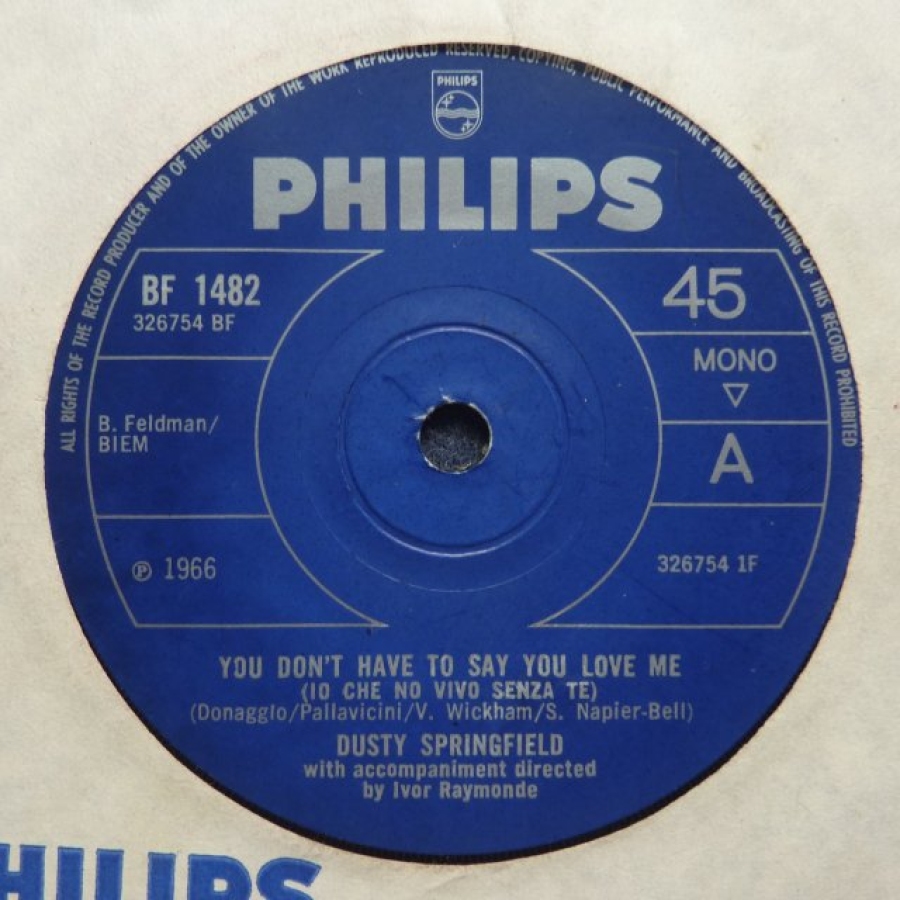 ALL RIGHTS OF THE RECORD PRODUCER AND OF THE OWNER OF THE WORK REPRODUCED RESERVED. COPYING, PUBLIC PERFORMANCE AND BROADCASTING OF THIS RECORD PROHIBITED
PHILIPS
PHILIPS
BF 1482
326754 BF
45
MONO
B. Feldman/
BIEM
A
℗ 1966
326754 1F
YOU DON'T HAVE TO SAY YOU LOVE ME
(IO CHE NO VIVO SENZA TE)
(Donaggio/Pallavicini/V. Wickham/S. Napier-Bell)
DUSTY SPRINGFIELD
with accompaniment directed
by Ivor Raymonde
PHILIPS